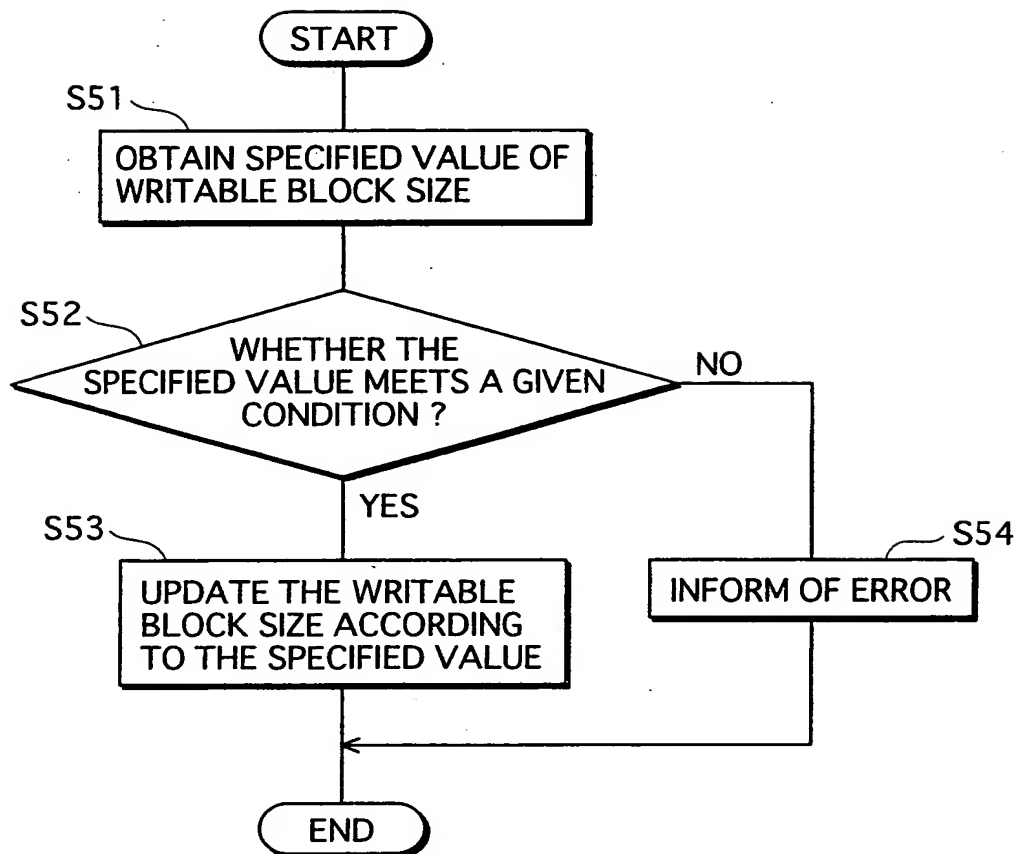 START
S51
OBTAIN SPECIFIED VALUE OF
WRITABLE BLOCK SIZE
S52
WHETHER THE
SPECIFIED VALUE MEETS A GIVEN
CONDITION ?
NO
YES
S53
UPDATE THE WRITABLE
BLOCK SIZE ACCORDING
TO THE SPECIFIED VALUE
S54
INFORM OF ERROR
END